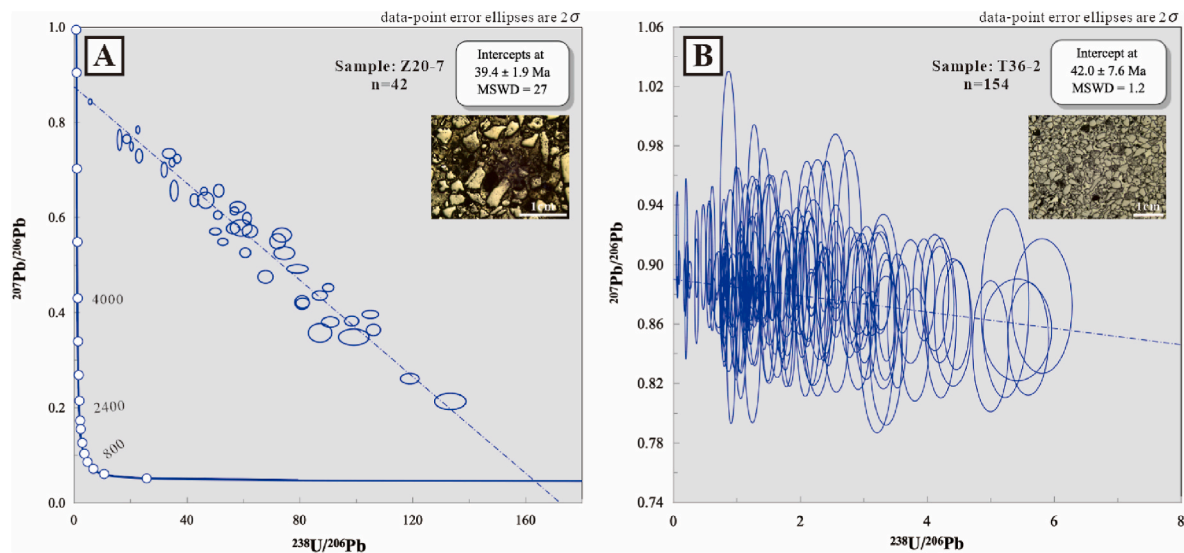 data-point error ellipses are 2σ
A
Sample: Z20-7
n=42
Intercepts at
39.4 ± 1.9 Ma
MSWD = 27
1cm
1.0
0.8
0.6
0.4
0.2
0.0
207Pb/206Pb
4000
2400
800
0
40
80
120
160
238U/206Pb
data-point error ellipses are 2σ
B
Sample: T36-2
n=154
Intercept at
42.0 ± 7.6 Ma
MSWD = 1.2
1cm
1.06
1.02
0.98
0.94
0.90
0.86
0.82
0.78
0.74
207Pb/206Pb
0
2
4
6
8
238U/206Pb